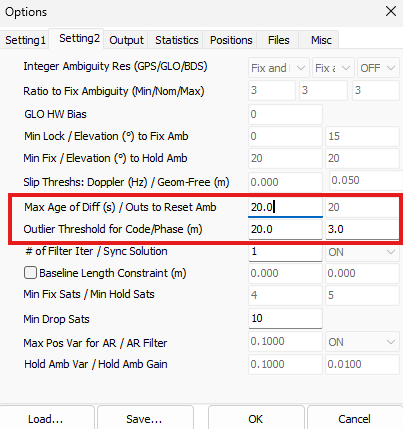 Options
Setting1 Setting2 Output Statistics Positions Files Misc
Integer Ambiguity Res (GPS/GLO/BDS) Fix and Fix a OFF
Ratio to Fix Ambiguity (Min/Nom/Max) 3 3 3
GLO HW Bias 0
Min Lock / Elevation (°) to Fix Amb 0 15
Min Fix / Elevation (°) to Hold Amb 20 20
Slip Threshs: Doppler (Hz) / Geom-Free (m) 0.000 0.050
Max Age of Diff (s) / Outs to Reset Amb 20.0 20
Outlier Threshold for Code/Phase (m) 20.0 3.0
# of Filter Iter / Sync Solution 1 ON
Baseline Length Constraint (m) 0.000 0.000
Min Fix Sats / Min Hold Sats 4 5
Min Drop Sats 10
Max Pos Var for AR / AR Filter 0.1000 ON
Hold Amb Var / Hold Amb Gain 0.1000 0.0100
Load... Save... OK Cancel